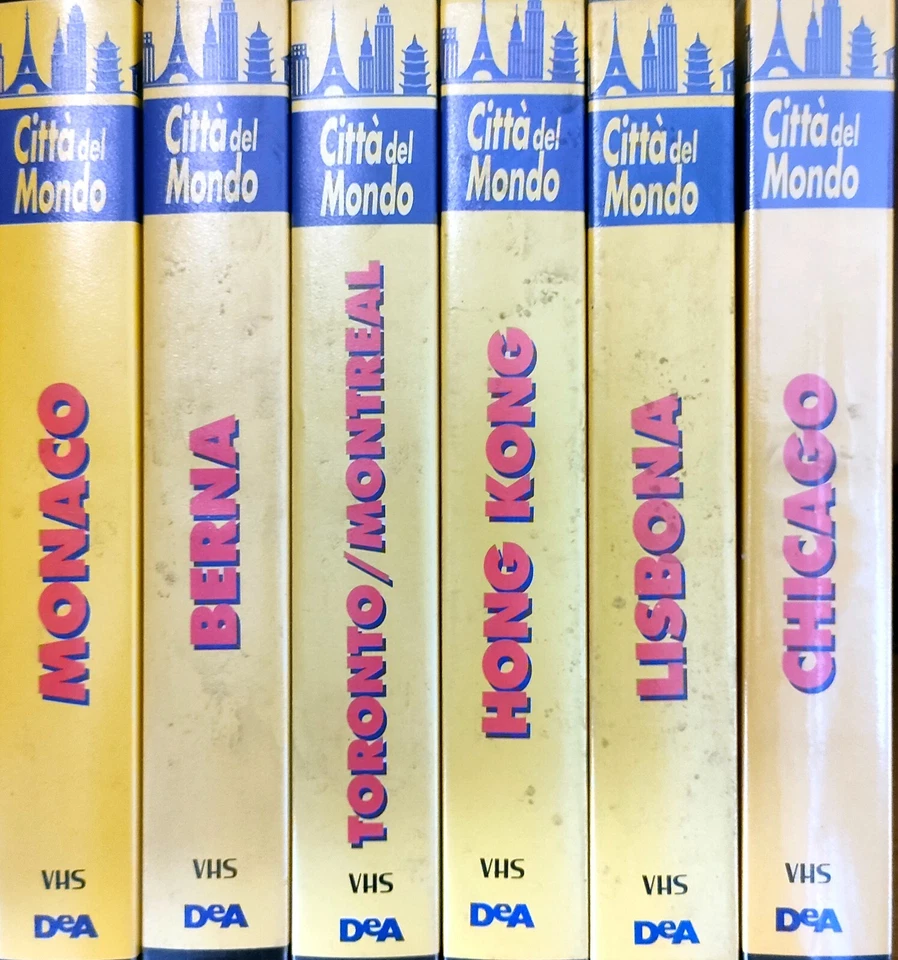 Città del
Mondo
MONACO
VHS
DeA
Città del
Mondo
BERNA
VHS
DeA
Città del
Mondo
TORONTO/MONTREAL
VHS
DeA
Città del
Mondo
HONG KONG
VHS
DeA
Città del
Mondo
LISBONA
VHS
DeA
Città del
Mondo
CHICAGO
VHS
DeA